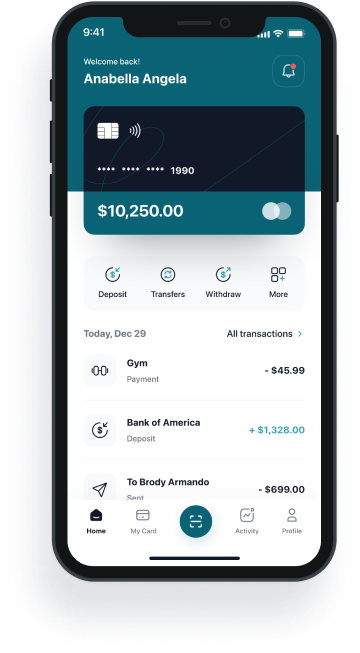 9:41
Welcome back!
Anabella Angela
**** **** **** 1990
$10,250.00
Deposit Transfers Withdraw More
Today, Dec 29 All transactions >
Gym
- $45.99
Payment
Bank of America
+ $1,328.00
Deposit
To Brody Armando
- $699.00
Sent
Home My Card Activity Profile